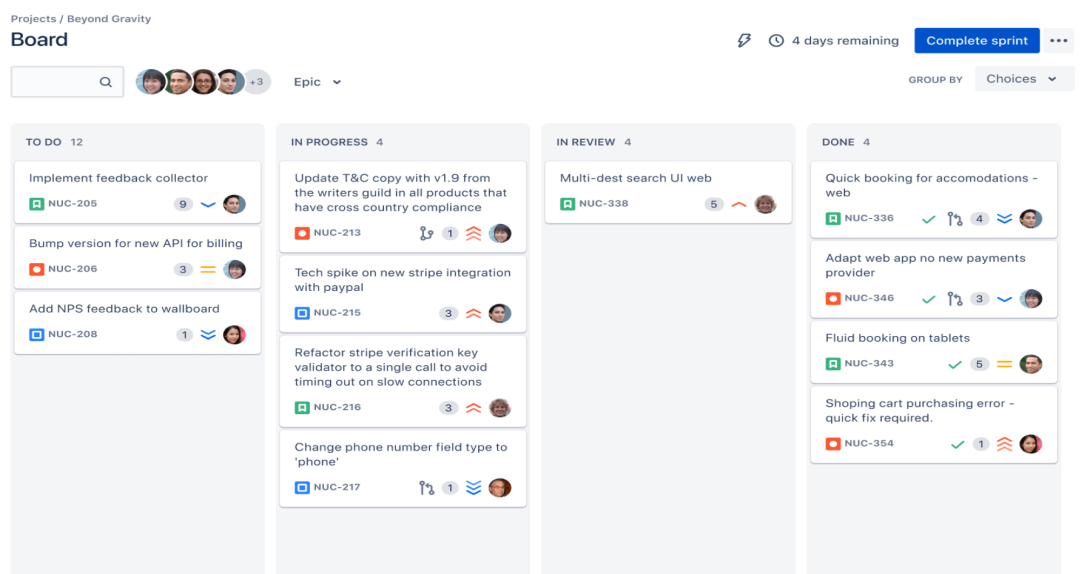 Projects / Beyond Gravity
Board
4 days remaining
Complete sprint
+3
Epic
GROUP BY
Choices
TO DO 12
Implement feedback collector
NUC-205
9
Bump version for new API for billing
NUC-206
3
Add NPS feedback to wallboard
NUC-208
1
IN PROGRESS 4
Update T&C copy with v1.9 from
the writers guild in all products that
have cross country compliance
NUC-213
1
Tech spike on new stripe integration
with paypal
NUC-215
3
Refactor stripe verification key
validator to a single call to avoid
timing out on slow connections
NUC-216
3
Change phone number field type to
'phone'
NUC-217
1
IN REVIEW 4
Multi-dest search UI web
NUC-338
5
DONE 4
Quick booking for accomodations -
web
NUC-336
4
Adapt web app no new payments
provider
NUC-346
3
Fluid booking on tablets
NUC-343
5
Shoping cart purchasing error -
quick fix required.
NUC-354
1